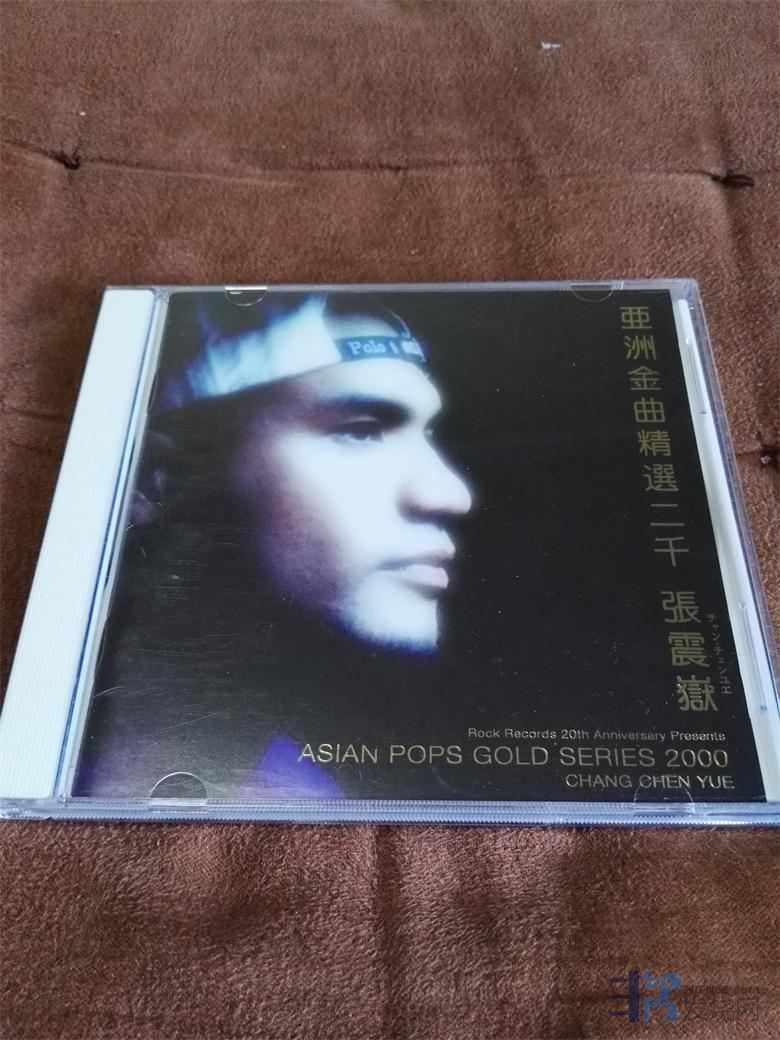 Polo
亜洲金曲精選二千
張震嶽
チャン・チェンユエ
Rock Records 20th Anniversary Presents
ASIAN POPS GOLD SERIES 2000
CHANG CHEN YUE